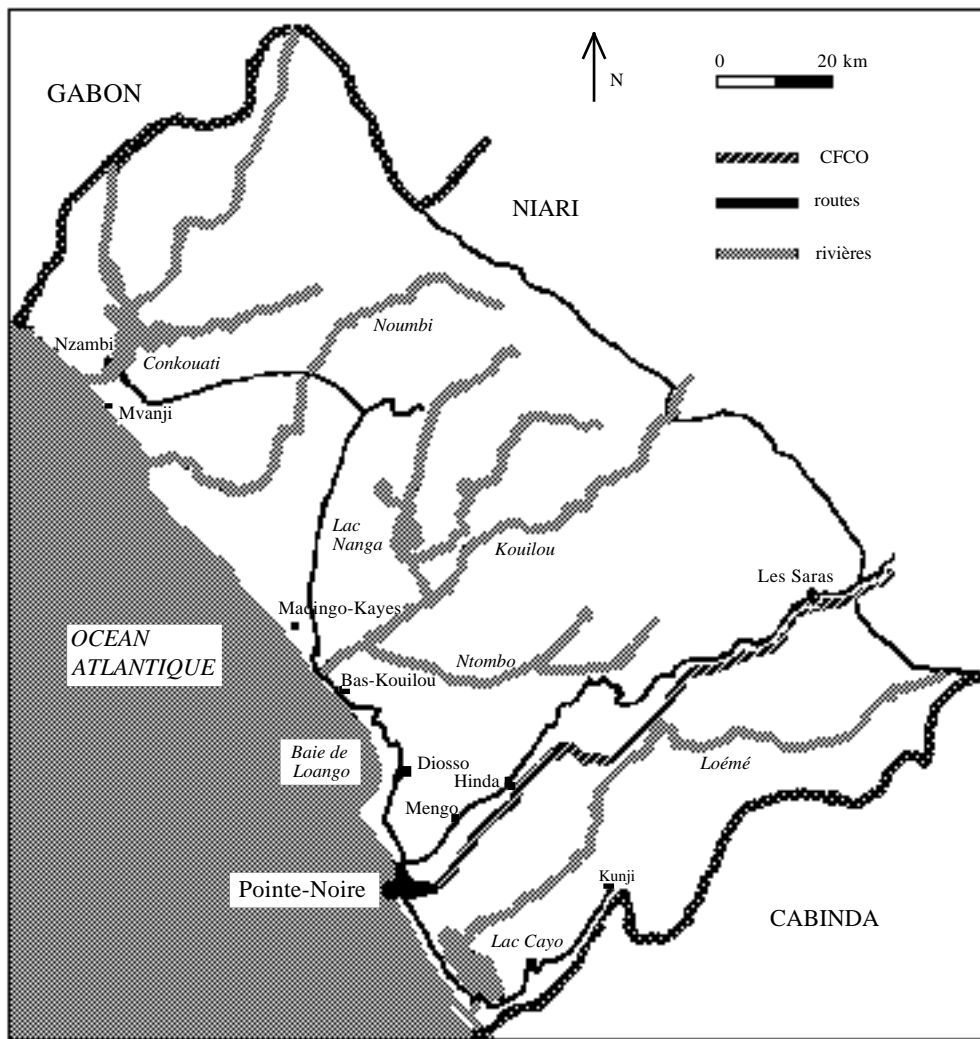 0 20 km
GABON
N
CFCO
NIARI
routes
rivières
Noumbi
Nzambi
Conkouati
Mvanji
Lac
Nanga
Kouilou
Les Saras
Madingo-Kayes
OCEAN
ATLANTIQUE
Ntombo
Bas-Kouilou
Baie de
Loango
Diosso
Hinda
Loémé
Mengo
Pointe-Noire
Kunji
CABINDA
Lac Cayo